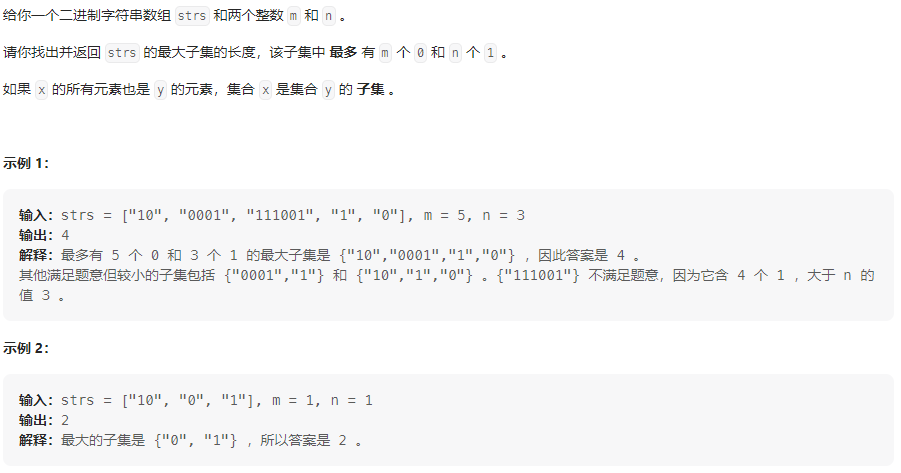 给你一个二进制字符串数组 strs 和两个整数 m 和 n 。
请你找出并返回 strs 的最大子集的长度，该子集中 最多 有 m 个 0 和 n 个 1 。
如果 x 的所有元素也是 y 的元素，集合 x 是集合 y 的 子集 。
示例 1：
输入：strs = ["10", "0001", "111001", "1", "0"], m = 5, n = 3
输出：4
解释：最多有 5 个 0 和 3 个 1 的最大子集是 {"10","0001","1","0"} ，因此答案是 4 。
其他满足题意但较小的子集包括 {"0001","1"} 和 {"10","1","0"} 。{"111001"} 不满足题意，因为它含 4 个 1 ，大于 n 的
值 3 。
示例 2：
输入：strs = ["10", "0", "1"], m = 1, n = 1
输出：2
解释：最大的子集是 {"0", "1"} ，所以答案是 2 。